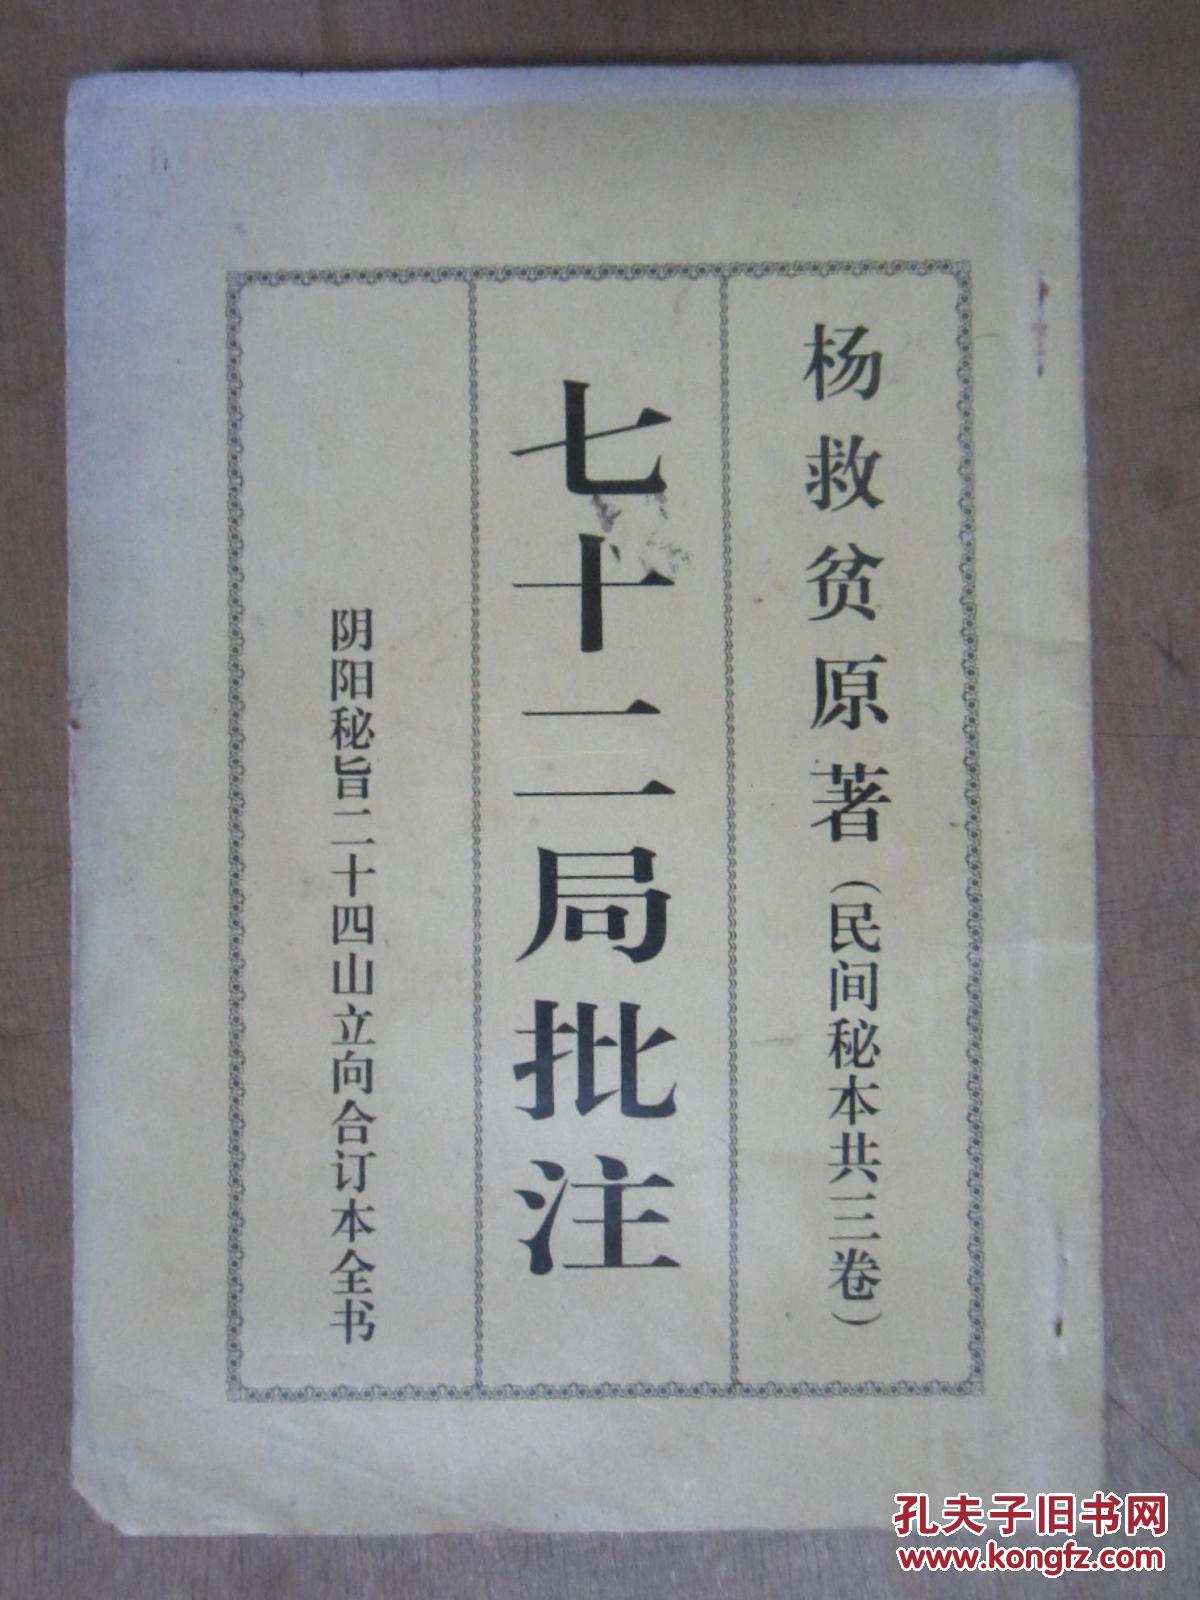 杨救贫原著（民间秘本共三卷）
七十二局批注
阴阳秘旨二十四山立向合订本全书
孔夫子旧书网
www.kongfz.com